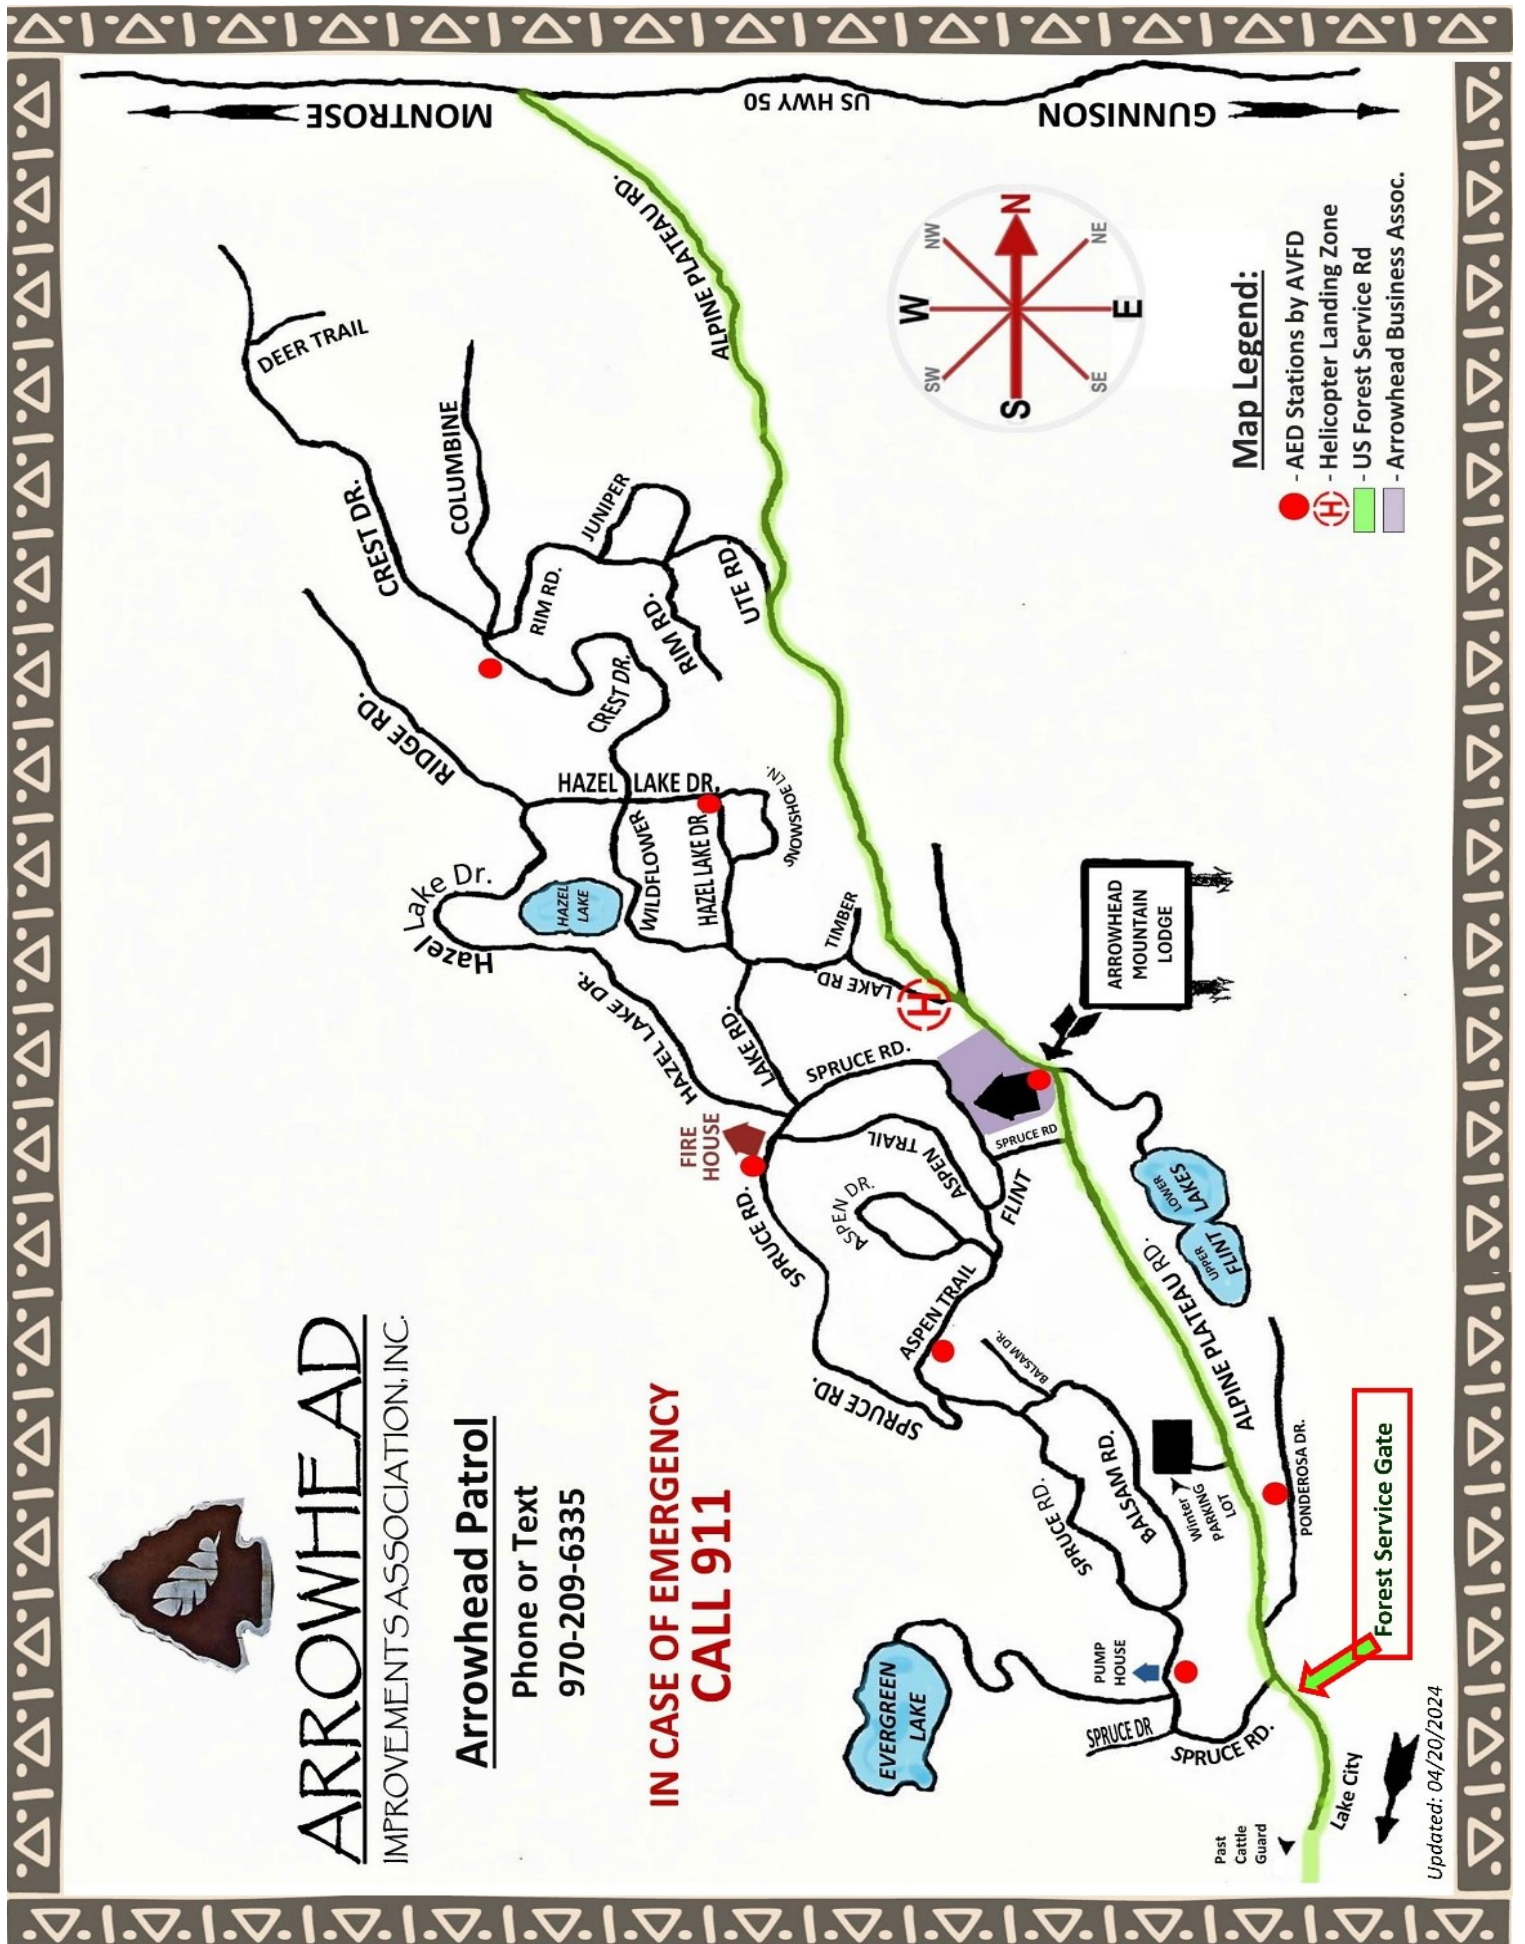 ARROWHEAD
IMPROVEMENTS ASSOCIATION, INC.
Arrowhead Patrol
Phone or Text
970-209-6335
IN CASE OF EMERGENCY
CALL 911
MONTROSE
US HWY 50
GUNNISON
ALPINE PLATEAU RD.
ALPINE PLATEAU RD.
DEER TRAIL
CREST DR.
COLUMBINE
JUNIPER
RIM RD.
RIM RD.
UTE RD.
CREST DR.
RIDGE RD.
HAZEL LAKE DR.
SNOWSHOE LN.
WILDFLOWER
HAZEL LAKE DR
Hazel Lake Dr.
HAZEL
LAKE
HAZEL LAKE DR.
HAZEL LAKE DR.
TIMBER
LAKE RD.
LAKE RD.
H
SPRUCE RD.
FIRE
HOUSE
SPRUCE RD.
ASPEN TRAIL
ASPEN DR.
SPRUCE RD
FLINT
ARROWHEAD
MOUNTAIN
LODGE
LOWER
UPPER
FLINT LAKES
ASPEN TRAIL
BALSAM DR.
SPRUCE RD.
SPRUCE RD.
BALSAM RD.
Winter
PARKING
LOT
ALPINE PLATEAU RD.
PONDEROSA DR.
EVERGREEN
LAKE
PUMP
HOUSE
SPRUCE DR
SPRUCE RD.
Forest Service Gate
Past
Cattle
Guard
Lake City
N
NE
E
SE
S
SW
W
NW
Map Legend:
- AED Stations by AVFD
H - Helicopter Landing Zone
- US Forest Service Rd
- Arrowhead Business Assoc.
Updated: 04/20/2024